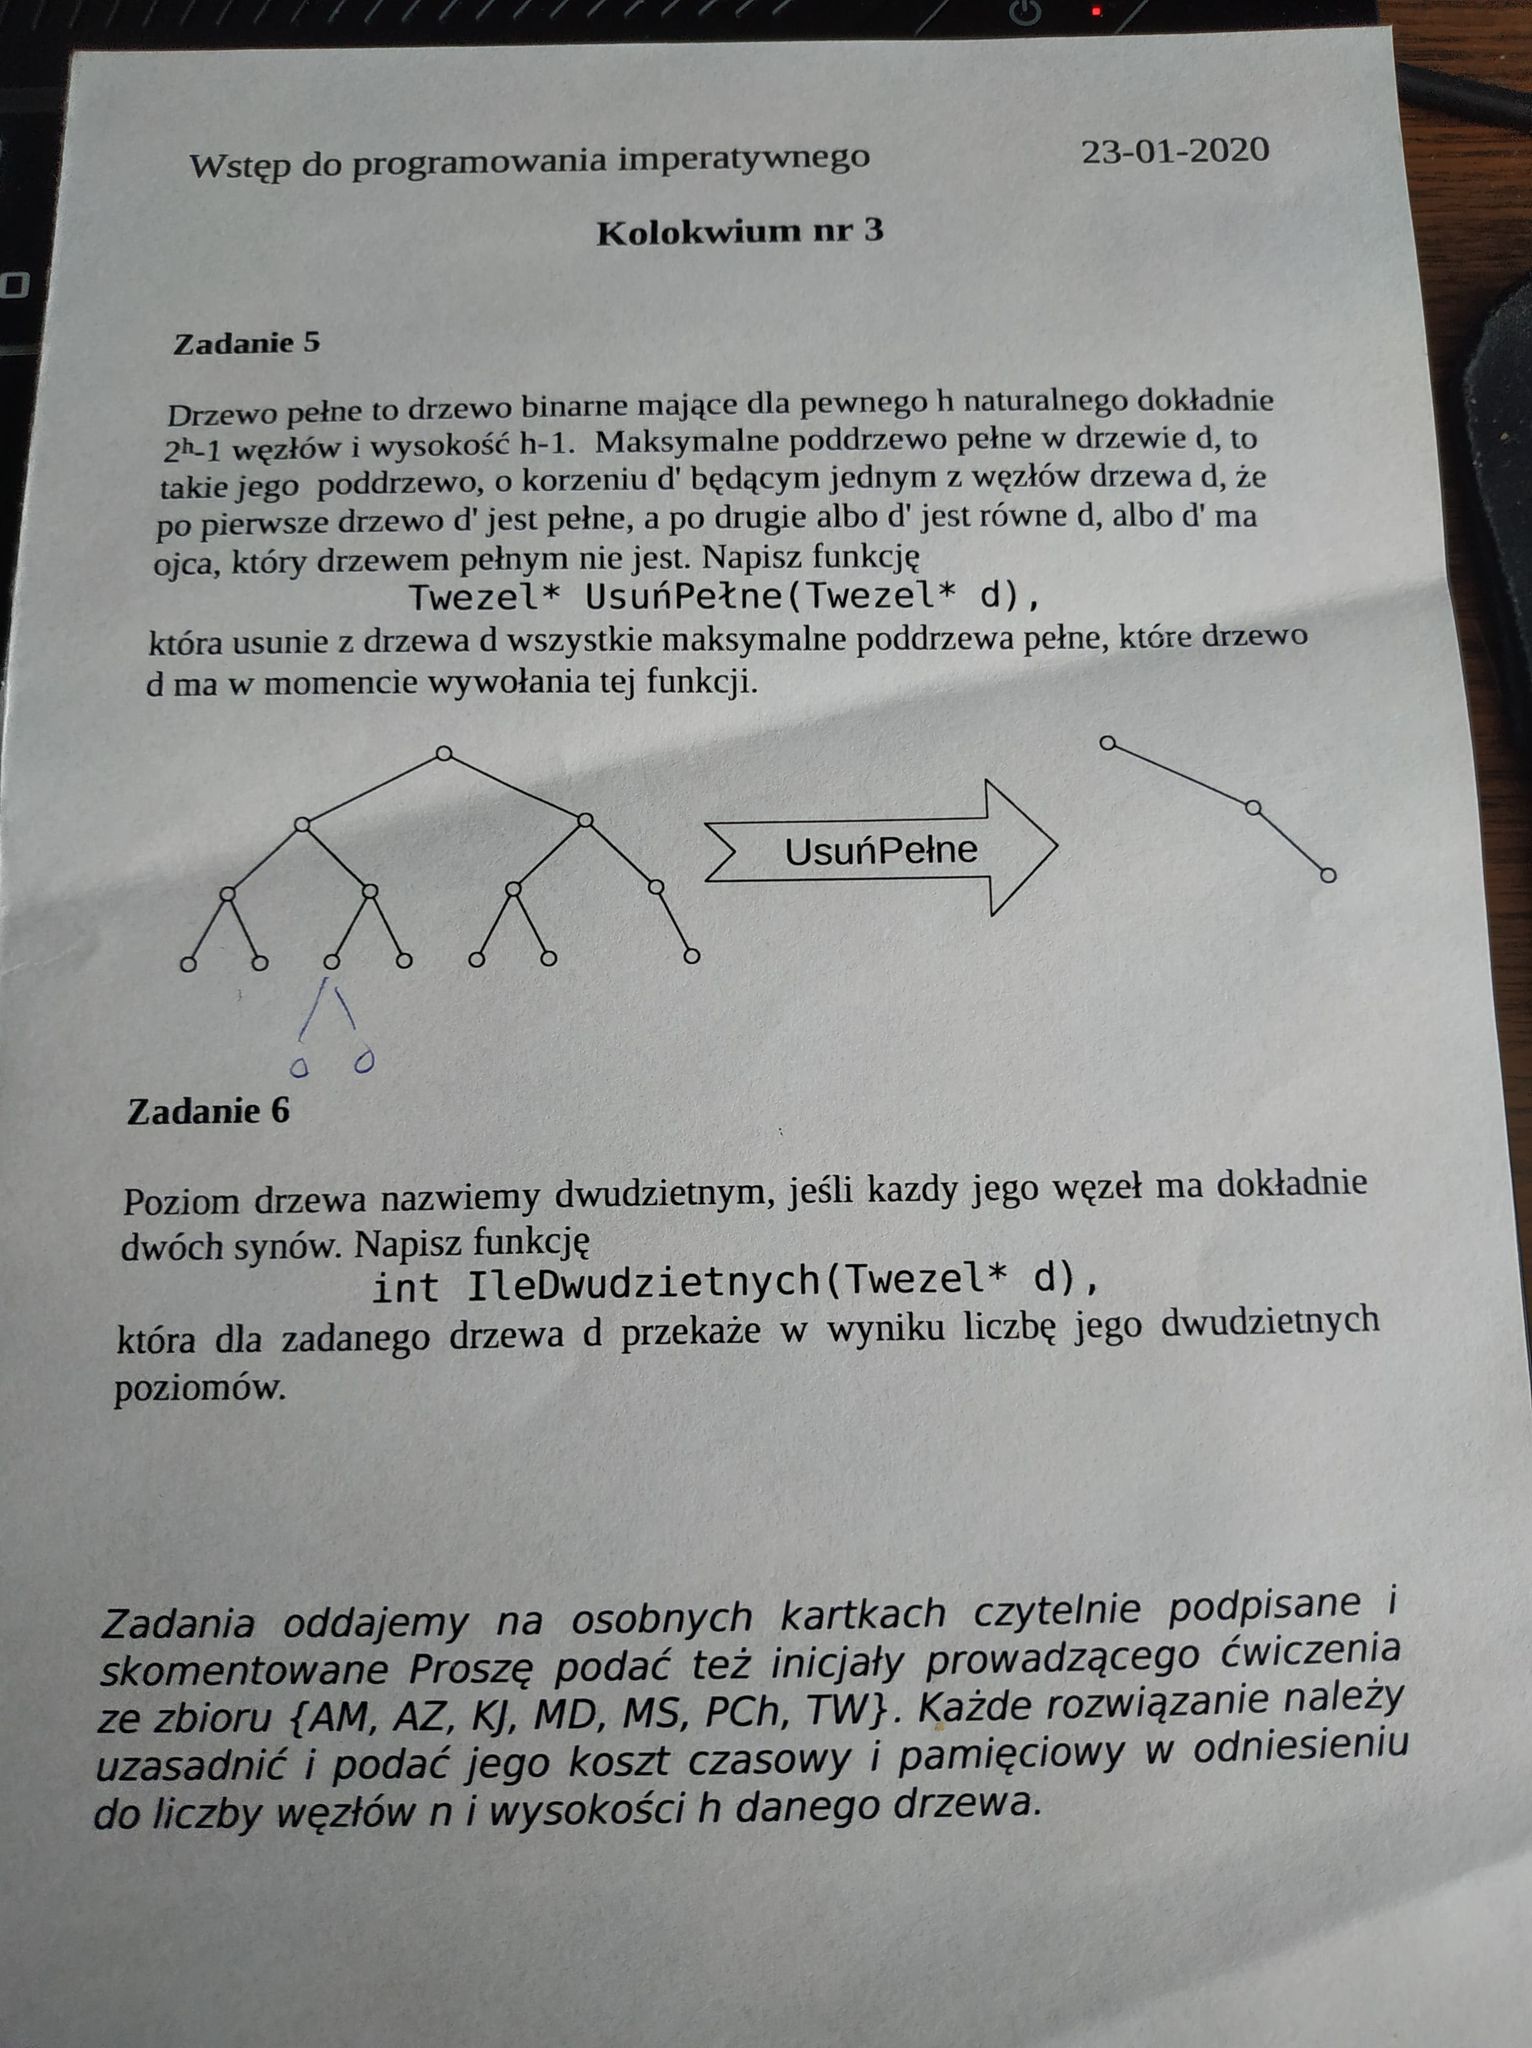 Wstęp do programowania imperatywnego 23-01-2020
Kolokwium nr 3
Zadanie 5
Drzewo pełne to drzewo binarne mające dla pewnego h naturalnego dokładnie
2ʰ-1 węzłów i wysokość h-1. Maksymalne poddrzewo pełne w drzewie d, to
takie jego poddrzewo, o korzeniu d' będącym jednym z węzłów drzewa d, że
po pierwsze drzewo d' jest pełne, a po drugie albo d' jest równe d, albo d' ma
ojca, który drzewem pełnym nie jest. Napisz funkcję
Twezel* UsuńPełne(Twezel* d),
która usunie z drzewa d wszystkie maksymalne poddrzewa pełne, które drzewo
d ma w momencie wywołania tej funkcji.
UsuńPełne
Zadanie 6
Poziom drzewa nazwiemy dwudzietnym, jeśli kazdy jego węzeł ma dokładnie
dwóch synów. Napisz funkcję
int IleDwudzietnych(Twezel* d),
która dla zadanego drzewa d przekaże w wyniku liczbę jego dwudzietnych
poziomów.
Zadania oddajemy na osobnych kartkach czytelnie podpisane i
skomentowane Proszę podać też inicjały prowadzącego ćwiczenia
ze zbioru {AM, AZ, KJ, MD, MS, PCh, TW}. Każde rozwiązanie należy
uzasadnić i podać jego koszt czasowy i pamięciowy w odniesieniu
do liczby węzłów n i wysokości h danego drzewa.